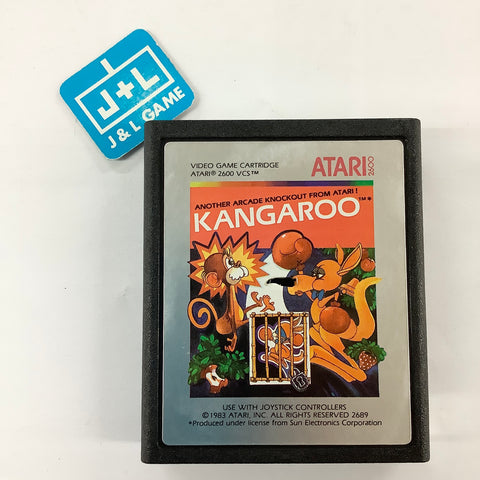 J+L
J & L GAME
VIDEO GAME CARTRIDGE
ATARI® 2600 VCS™
ATARI 2600
ANOTHER ARCADE KNOCKOUT FROM ATARI!
KANGAROO™*
USE WITH JOYSTICK CONTROLLERS
©1983 ATARI, INC. ALL RIGHTS RESERVED 2689
*Produced under license from Sun Electronics Corporation